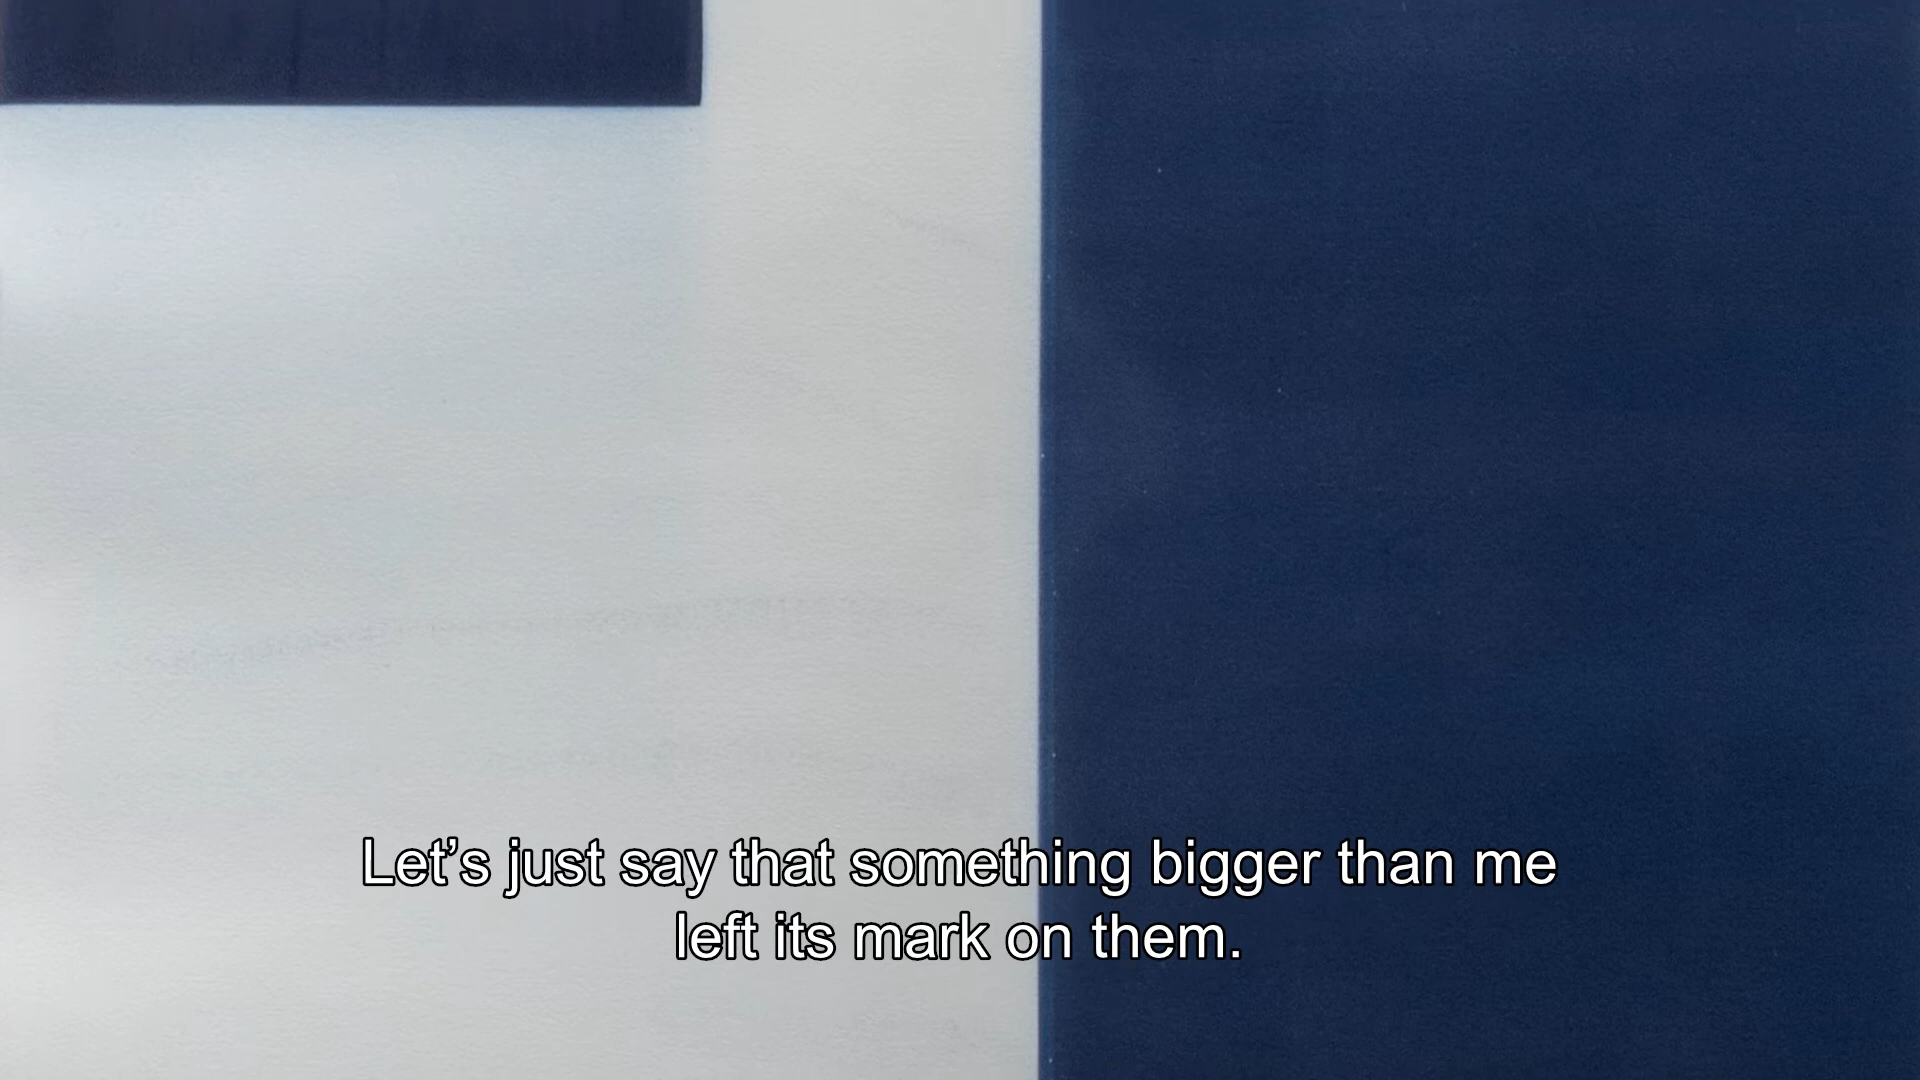 Let’s just say that something bigger than me
left its mark on them.